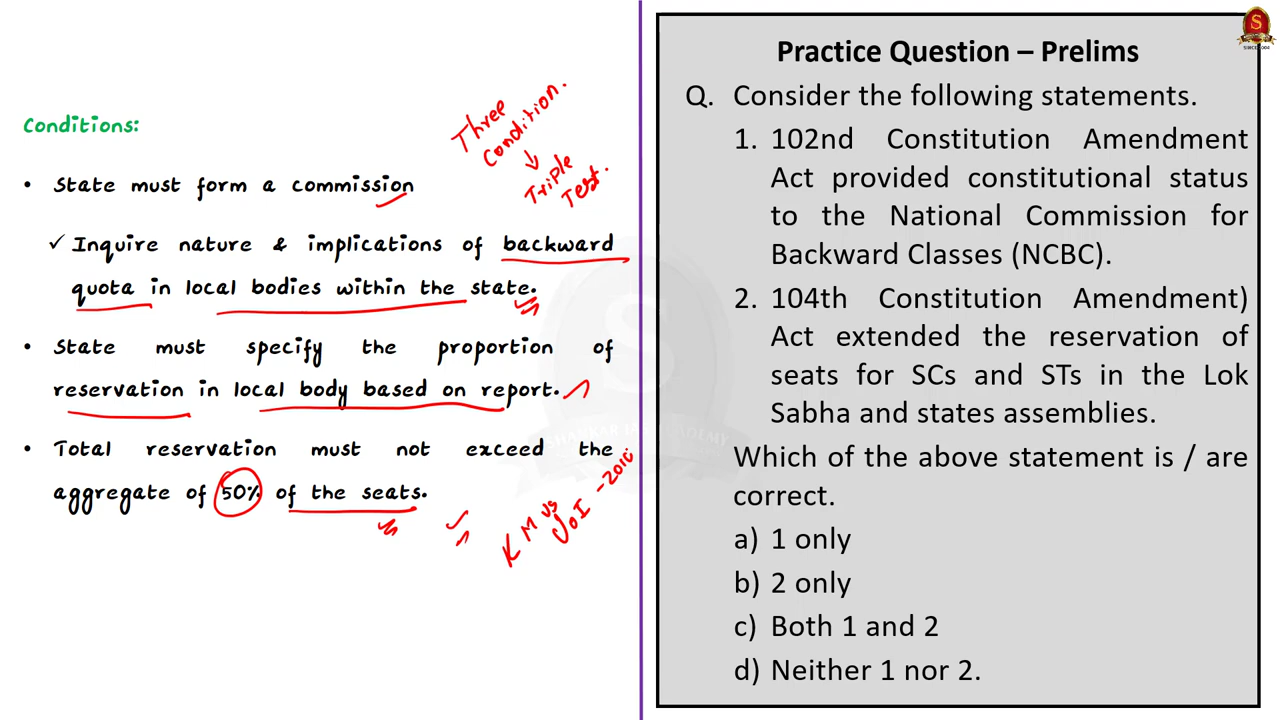 Conditions:
Three
Condition.
Triple
Test.
• State must form a commission
✓ Inquire nature & implications of backward
quota in local bodies within the state.
• State must specify the proportion of
reservation in local body based on report.
• Total reservation must not exceed the
aggregate of 50% of the seats.
K M vs UoI - 2010
SHANKAR IAS ACADEMY
Practice Question – Prelims
Q. Consider the following statements.
1. 102nd Constitution Amendment
Act provided constitutional status
to the National Commission for
Backward Classes (NCBC).
2. 104th Constitution Amendment)
Act extended the reservation of
seats for SCs and STs in the Lok
Sabha and states assemblies.
Which of the above statement is / are
correct.
a) 1 only
b) 2 only
c) Both 1 and 2
d) Neither 1 nor 2.
S
SINCE 2004